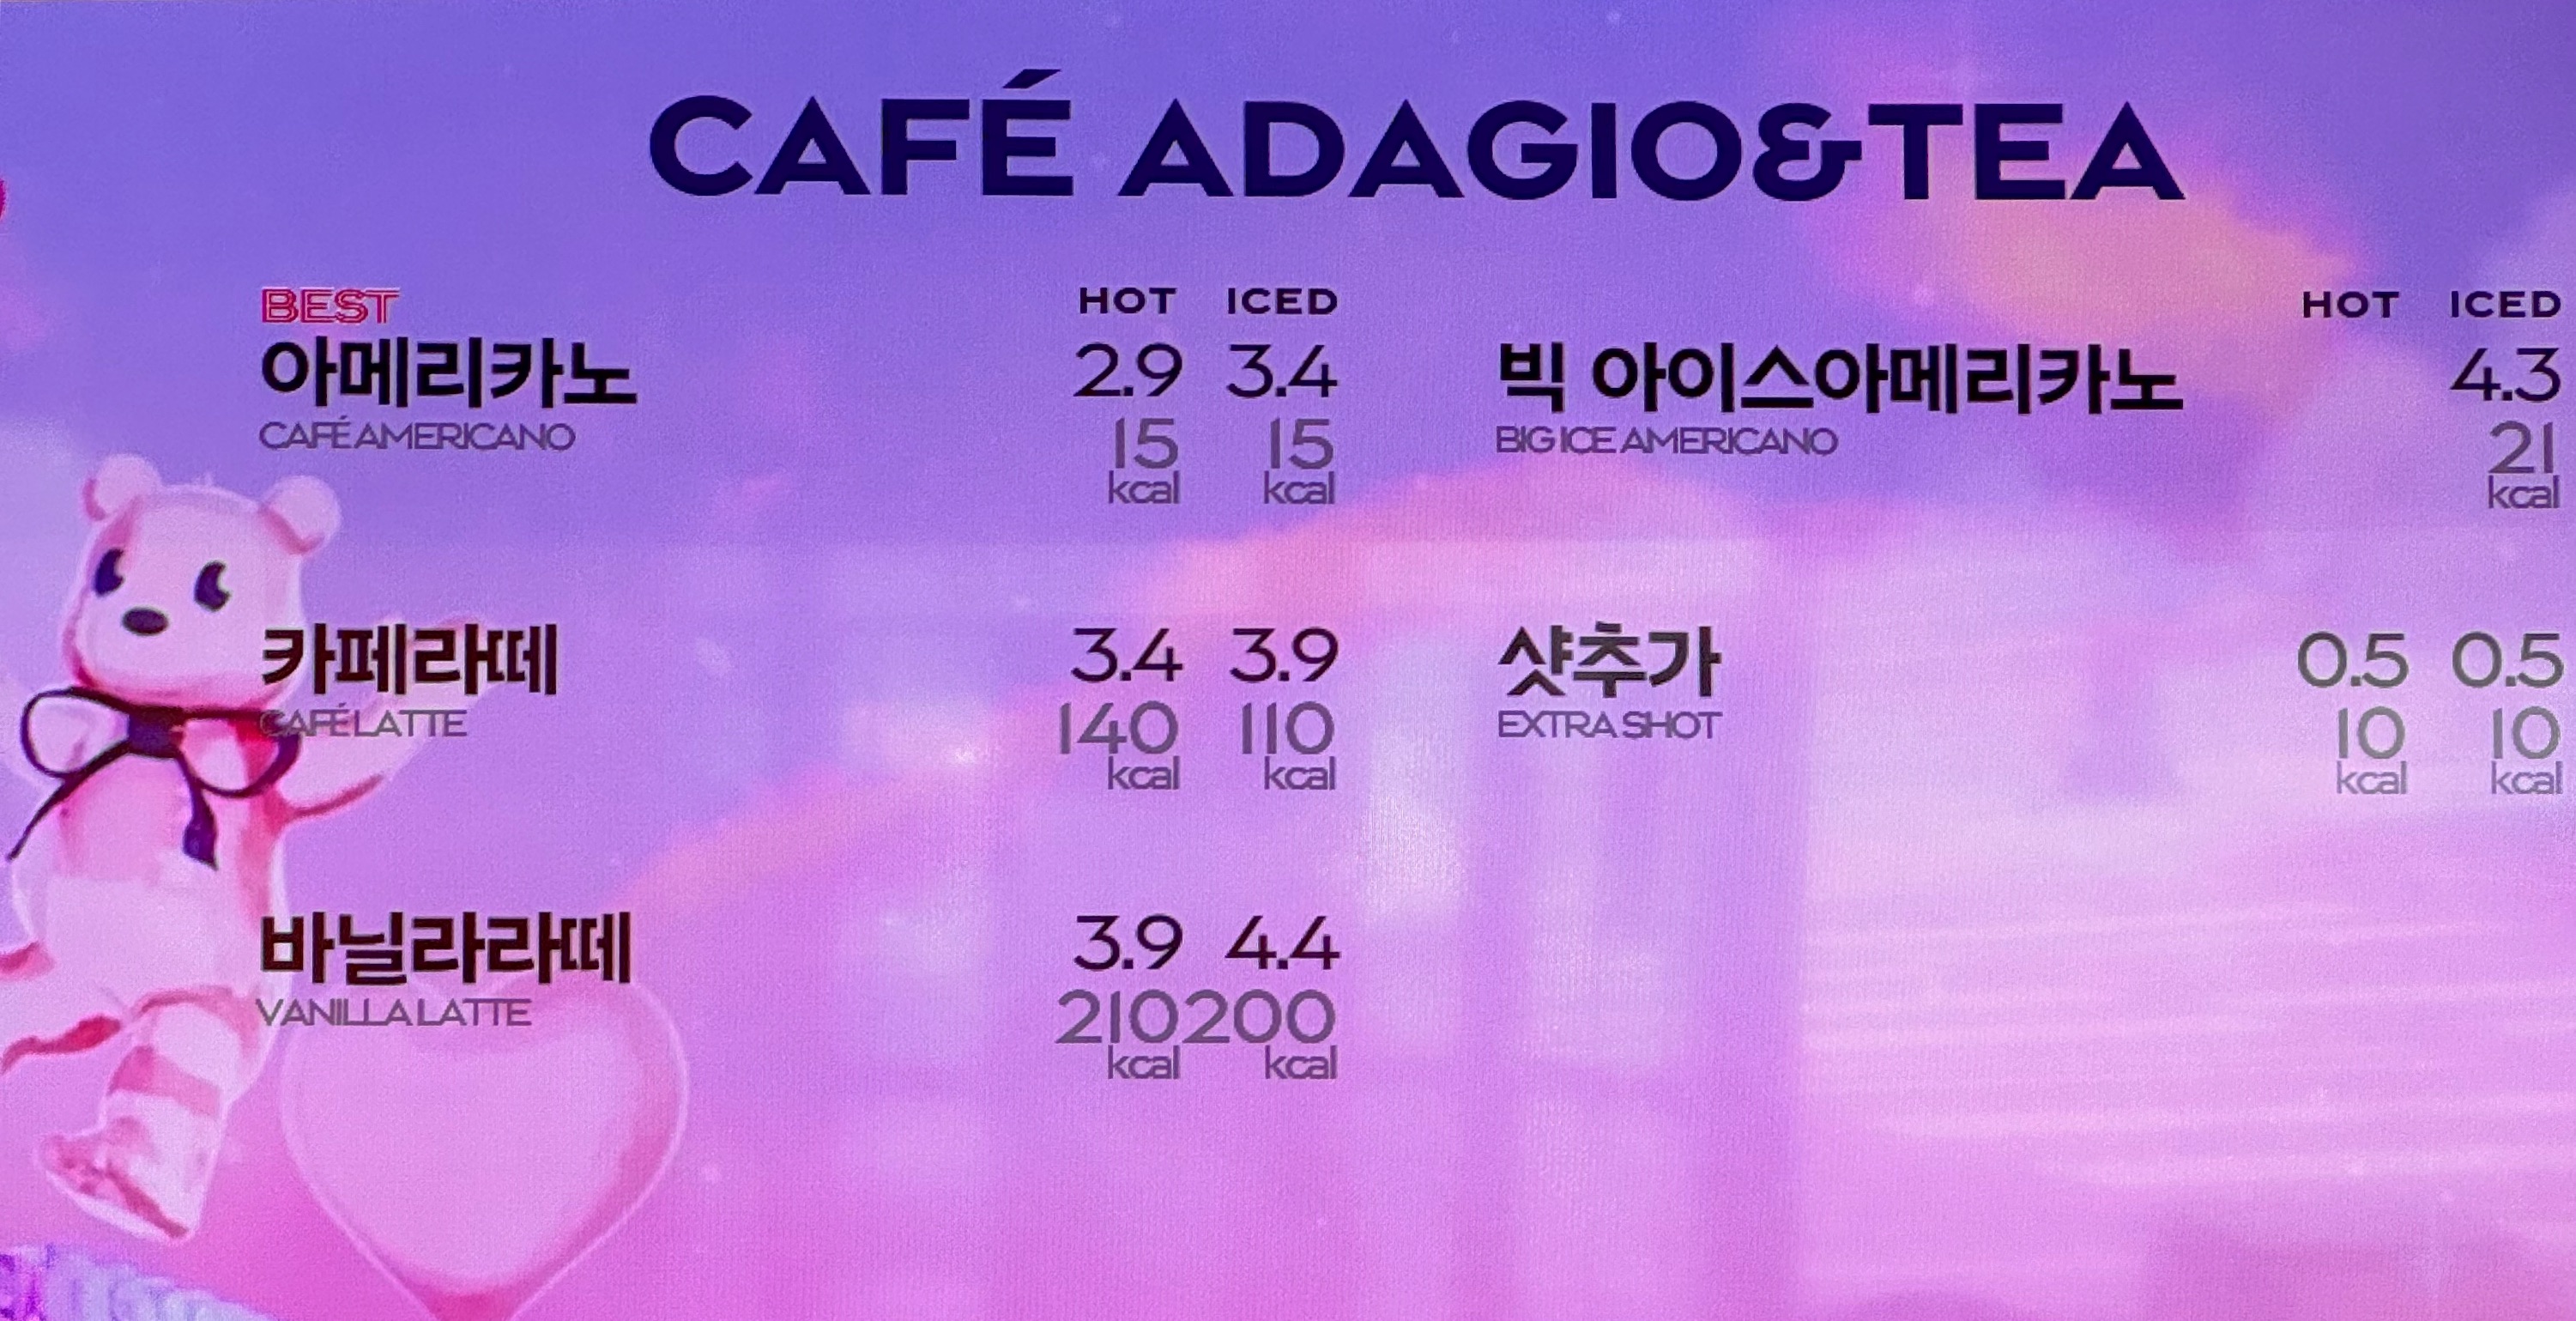 CAFÉ ADAGIO&TEA
BEST
HOT ICED
아메리카노 2.9 3.4
CAFÉ AMERICANO 15 15
kcal kcal
카페라떼 3.4 3.9
CAFÉ LATTE 140 110
kcal kcal
바닐라라떼 3.9 4.4
VANILLA LATTE 210 200
kcal kcal
HOT ICED
빅 아이스아메리카노 4.3
BIG ICE AMERICANO 21
kcal
샷추가 0.5 0.5
EXTRA SHOT 10 10
kcal kcal